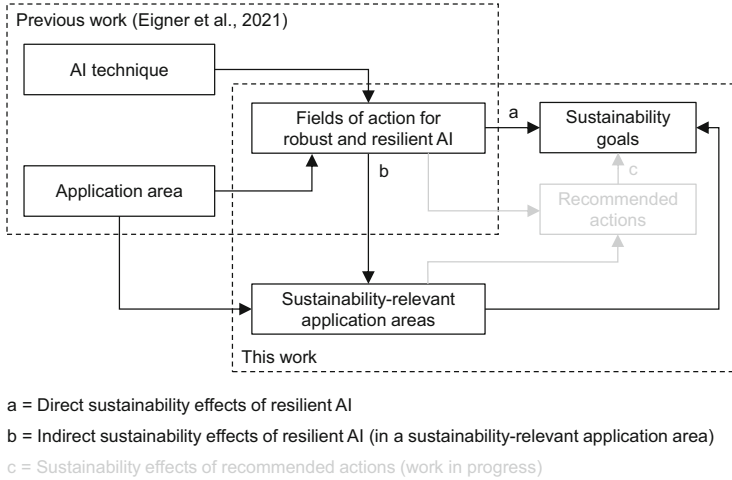 Previous work (Eigner et al., 2021)
AI technique
Fields of action for
robust and resilient AI
a
Sustainability
goals
b
c
Application area
Recommended
actions
Sustainability-relevant
application areas
This work
a = Direct sustainability effects of resilient AI
b = Indirect sustainability effects of resilient AI (in a sustainability-relevant application area)
c = Sustainability effects of recommended actions (work in progress)